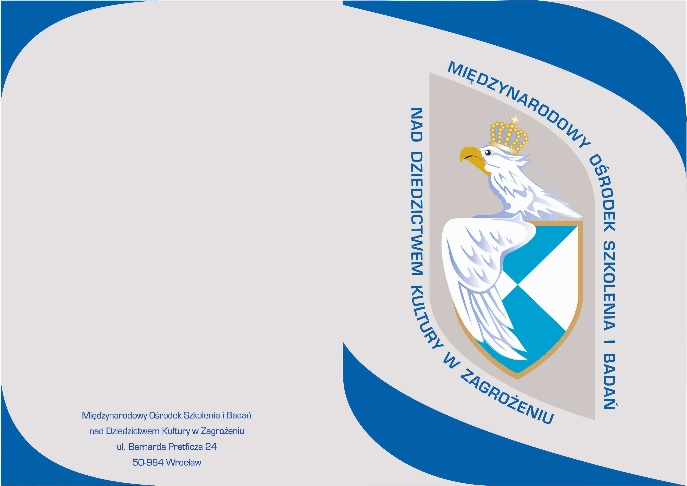 MIĘDZYNARODOWY OŚRODEK SZKOLENIA I BADAŃ
NAD DZIEDZICTWEM KULTURY W ZAGROŻENIU
Międzynarodowy Ośrodek Szkolenia i Badań
nad Dziedzictwem Kultury w Zagrożeniu
ul. Bernarda Pretficza 24
50-984 Wrocław